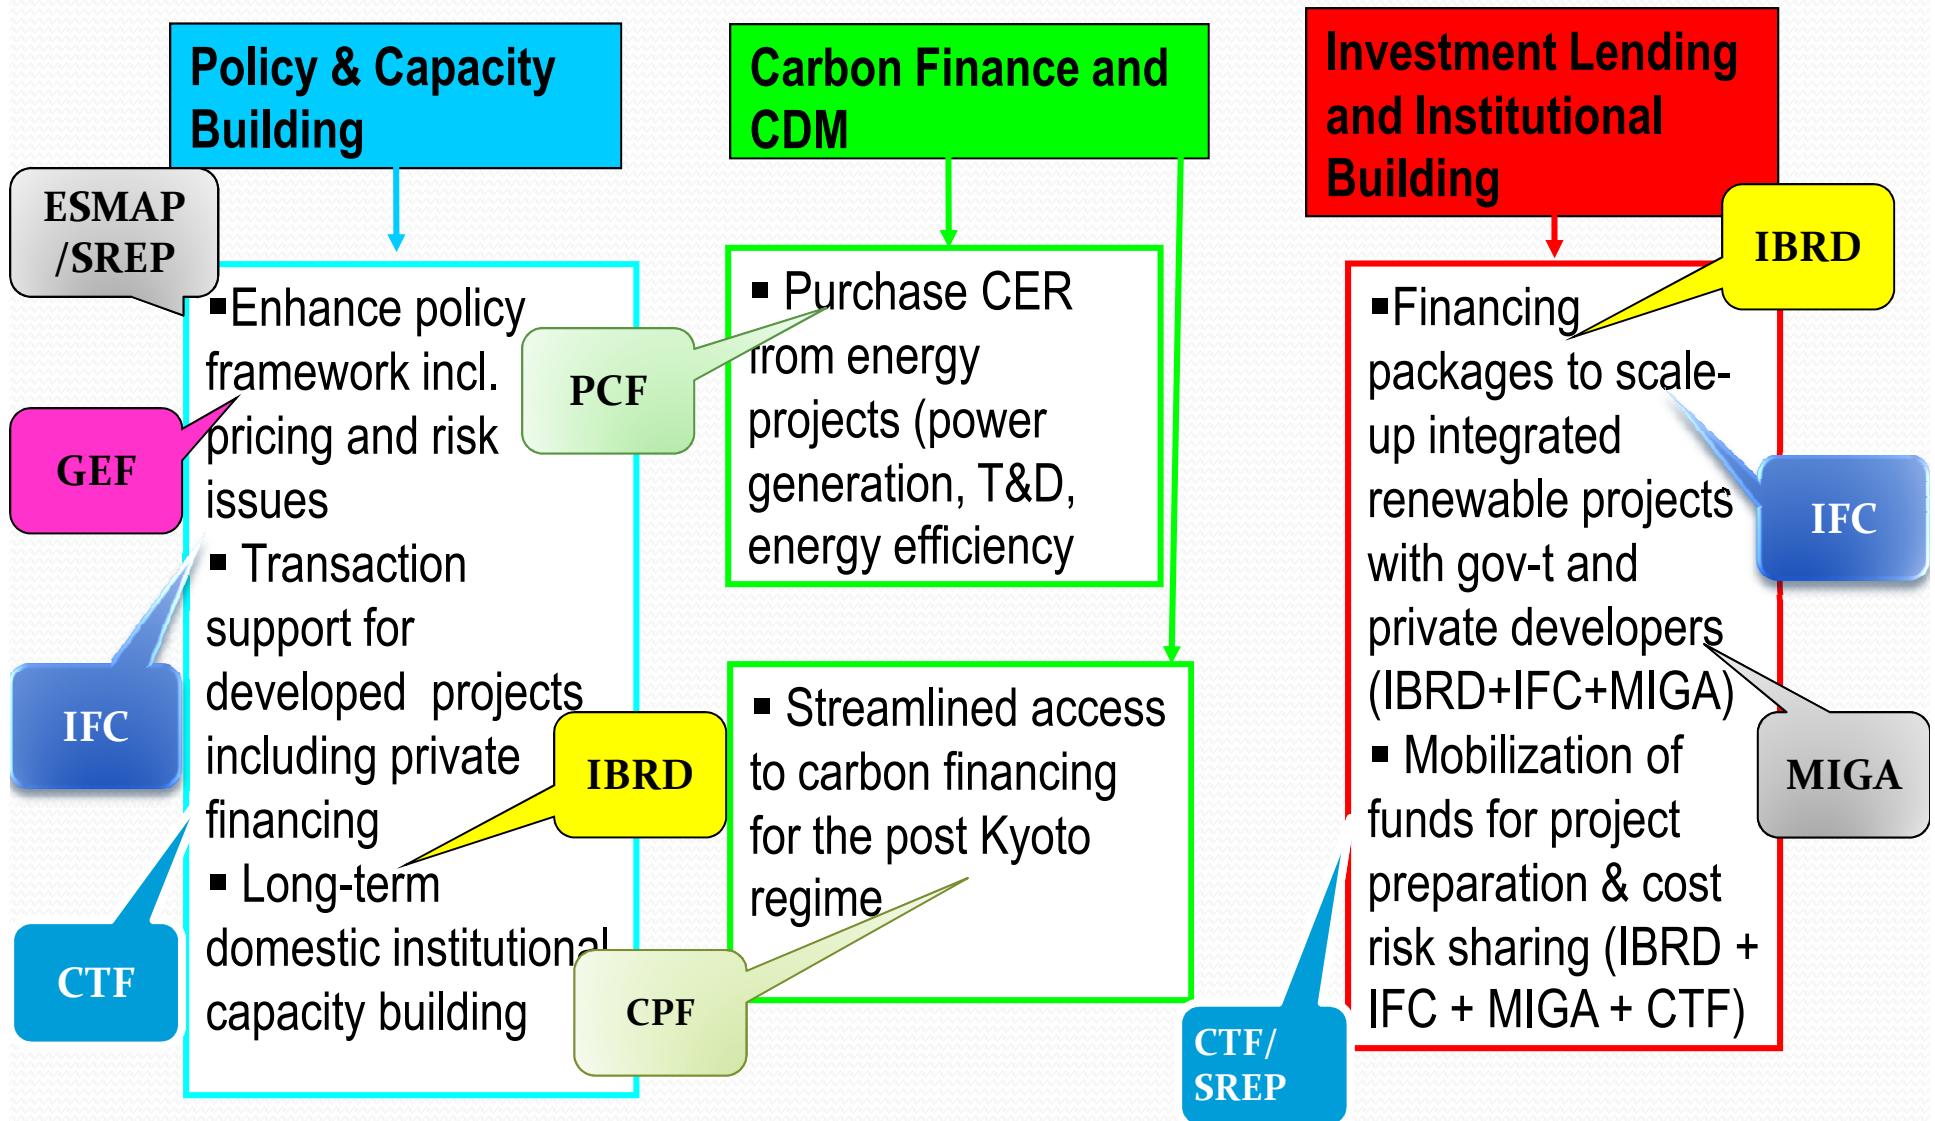 Policy & Capacity
Building
ESMAP
/SREP
▪Enhance policy
framework incl.
pricing and risk
issues
▪ Transaction
support for
developed projects
including private
financing
▪ Long-term
domestic institutional
capacity building
GEF
IFC
CTF
IBRD
Carbon Finance and
CDM
▪ Purchase CER
from energy
projects (power
generation, T&D,
energy efficiency
PCF
▪ Streamlined access
to carbon financing
for the post Kyoto
regime
CPF
Investment Lending
and Institutional
Building
IBRD
▪Financing
packages to scale-
up integrated
renewable projects
with gov-t and
private developers
(IBRD+IFC+MIGA)
▪ Mobilization of
funds for project
preparation & cost
risk sharing (IBRD +
IFC + MIGA + CTF)
IFC
MIGA
CTF/
SREP